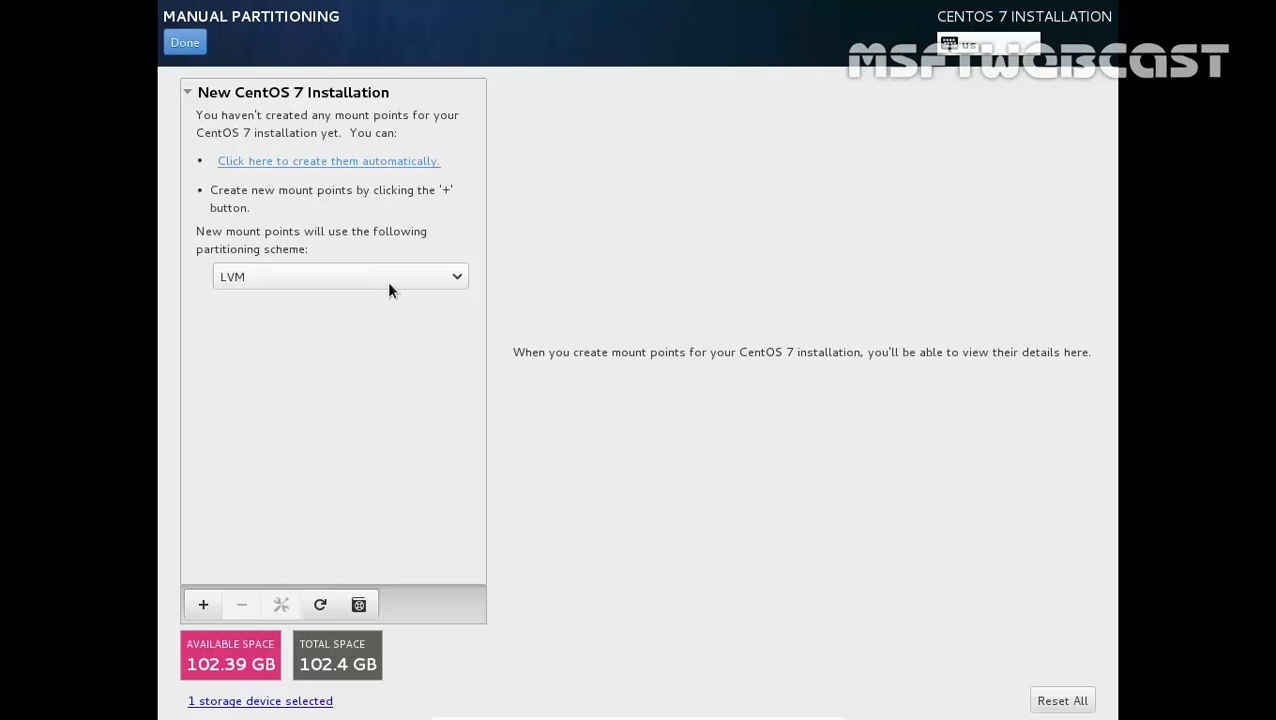 MANUAL PARTITIONING
CENTOS 7 INSTALLATION
Done
us
MSFTWEBCAST
New CentOS 7 Installation
You haven't created any mount points for your
CentOS 7 installation yet. You can:
• Click here to create them automatically.
• Create new mount points by clicking the '+'
button.
New mount points will use the following
partitioning scheme:
LVM
When you create mount points for your CentOS 7 installation, you'll be able to view their details here.
AVAILABLE SPACE
102.39 GB
TOTAL SPACE
102.4 GB
1 storage device selected
Reset All